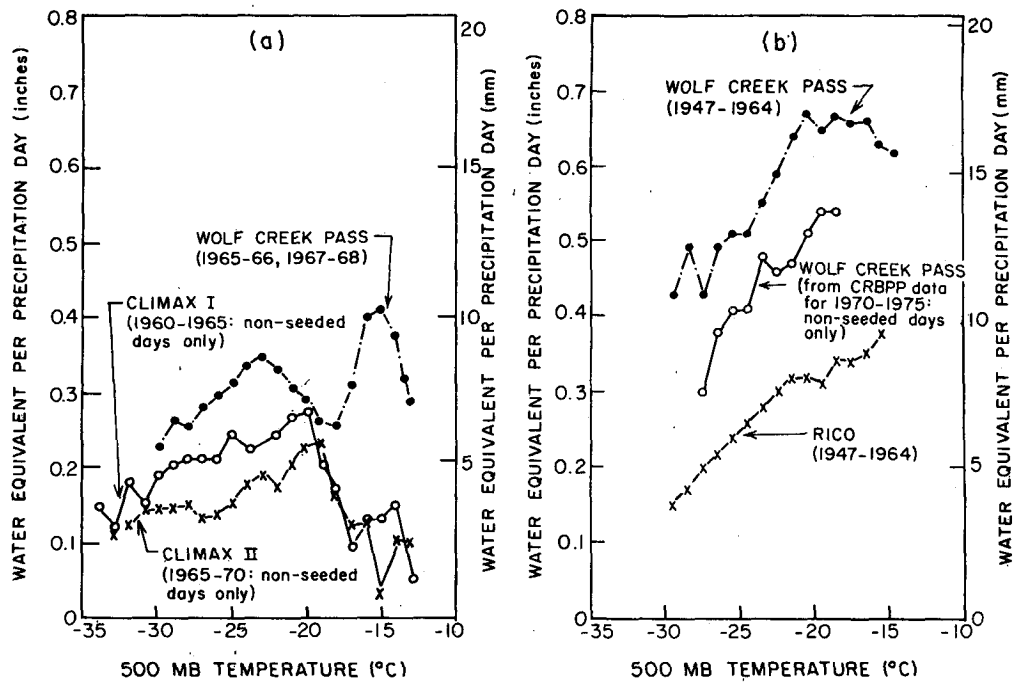 (a)
WATER EQUIVALENT PER PRECIPITATION DAY (inches)
0.8
0.7
0.6
0.5
0.4
0.3
0.2
0.1
0
WOLF CREEK PASS
(1965-66, 1967-68)
CLIMAX I
(1960-1965: non-seeded
days only)
CLIMAX II
(1965-70: non-seeded
days only)
20
15
10
5
WATER EQUIVALENT PER PRECIPITATION DAY (mm)
-35
-30
-25
-20
-15
-10
500 MB TEMPERATURE (°C)
(b)
WATER EQUIVALENT PER PRECIPITATION DAY (inches)
0.8
0.7
0.6
0.5
0.4
0.3
0.2
0.1
0
WOLF CREEK PASS
(1947-1964)
WOLF CREEK PASS
(from CRBPP data
for 1970-1975:
non-seeded days
only)
RICO
(1947-1964)
20
15
10
5
0
WATER EQUIVALENT PER PRECIPITATION DAY (mm)
-35
-30
-25
-20
-15
-10
500 MB TEMPERATURE (°C)